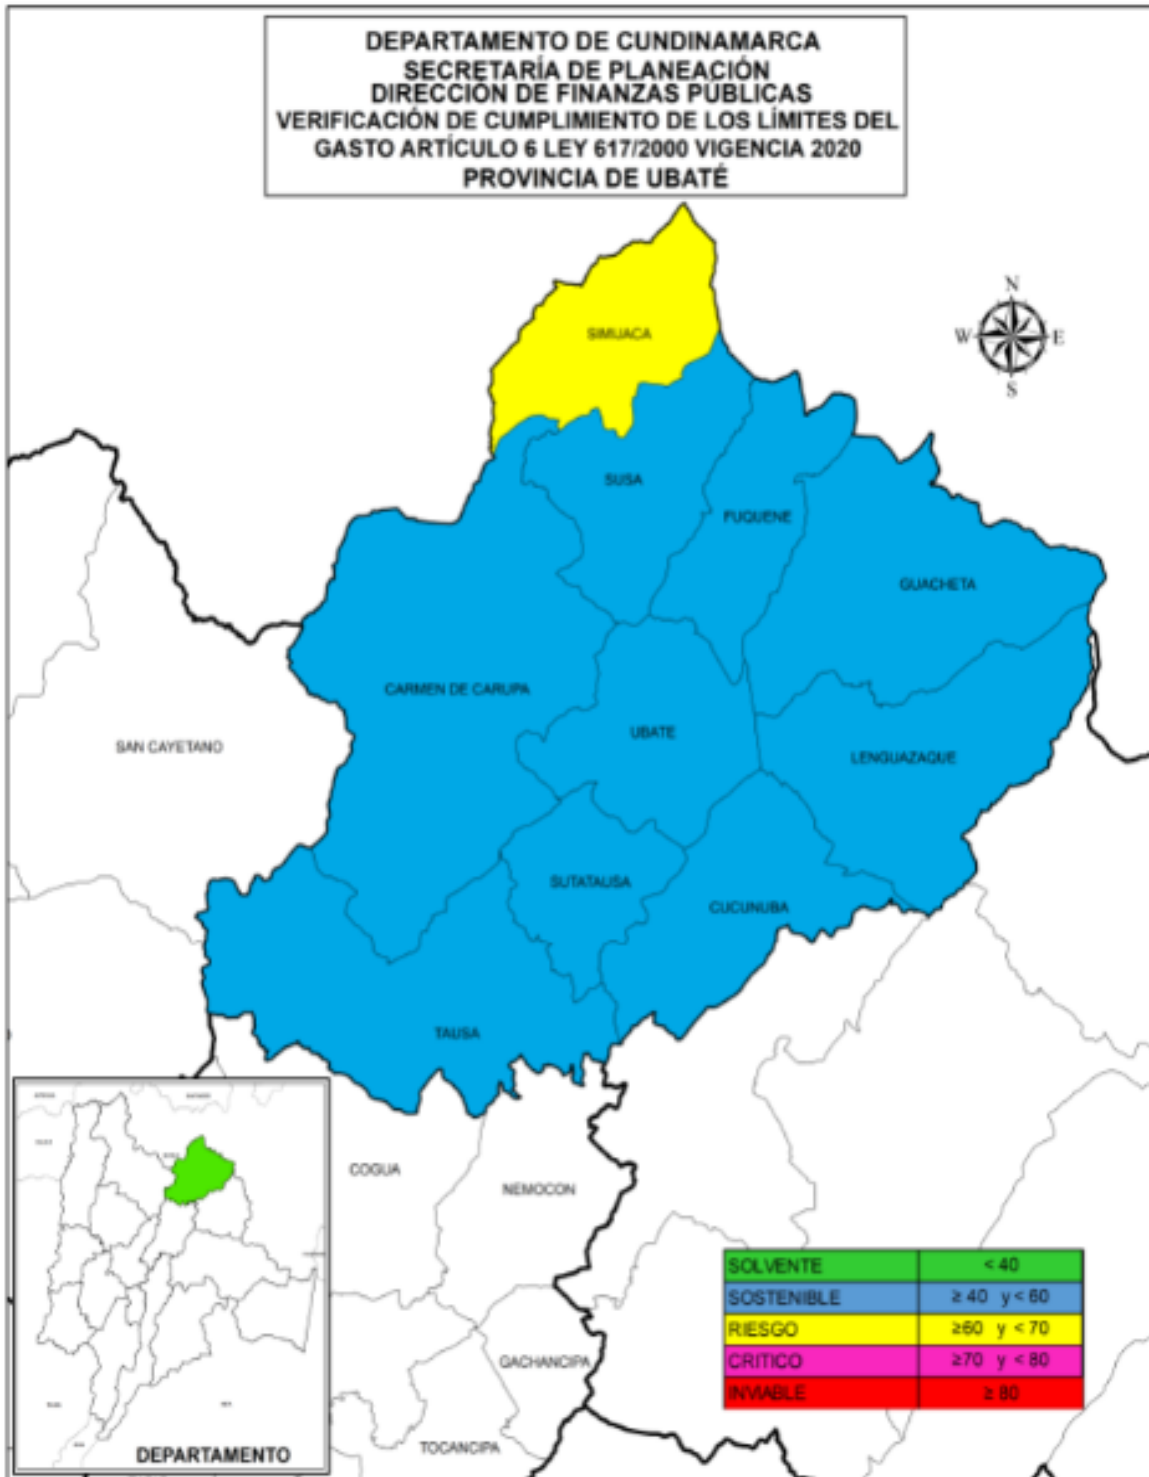 DEPARTAMENTO DE CUNDINAMARCA
SECRETARÍA DE PLANEACIÓN
DIRECCIÓN DE FINANZAS PÚBLICAS
VERIFICACIÓN DE CUMPLIMIENTO DE LOS LÍMITES DEL
GASTO ARTÍCULO 6 LEY 617/2000 VIGENCIA 2020
PROVINCIA DE UBATÉ
N
W E
S
SIMIJACA
SUSA
FUQUENE
GUACHETA
CARMEN DE CARUPA
UBATE
SAN CAYETANO
LENGUAZAQUE
SUTATAUSA
CUCUNUBA
TAUSA
COGUA
NEMOCON
GACHANCIPA
TOCANCIPA
DEPARTAMENTO
SOLVENTE < 40
SOSTENIBLE ≥ 40 y < 60
RIESGO ≥60 y < 70
CRITICO ≥70 y < 80
INVIABLE ≥ 80